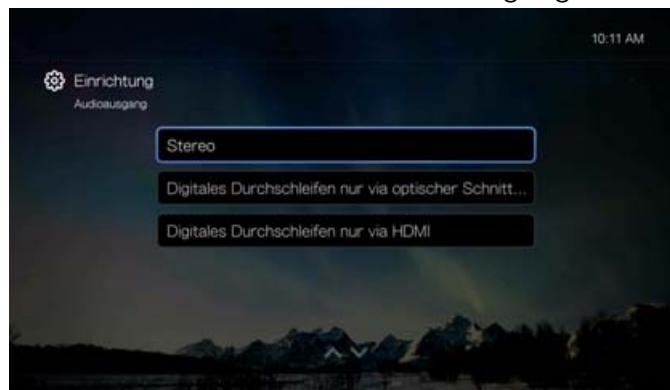 10:11 AM
Einrichtung
Audioausgang
Stereo
Digitales Durchschleifen nur via optischer Schnitt...
Digitales Durchschleifen nur via HDMI